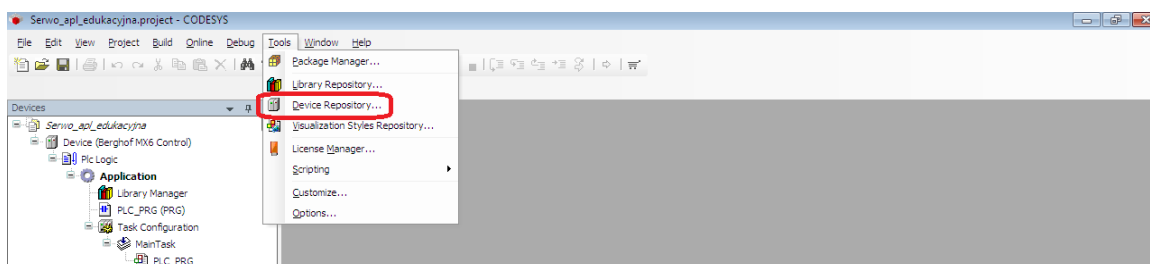 Serwo_apl_edukacyjna.project - CODESYS
File Edit View Project Build Online Debug Tools Window Help
Package Manager...
Library Repository...
Device Repository...
Visualization Styles Repository...
License Manager...
Scripting
Customize...
Options...
Devices
Serwo_apl_edukacyjna
Device (Berghof MX6 Control)
Plc Logic
Application
Library Manager
PLC_PRG (PRG)
Task Configuration
MainTask
PLC_PRG